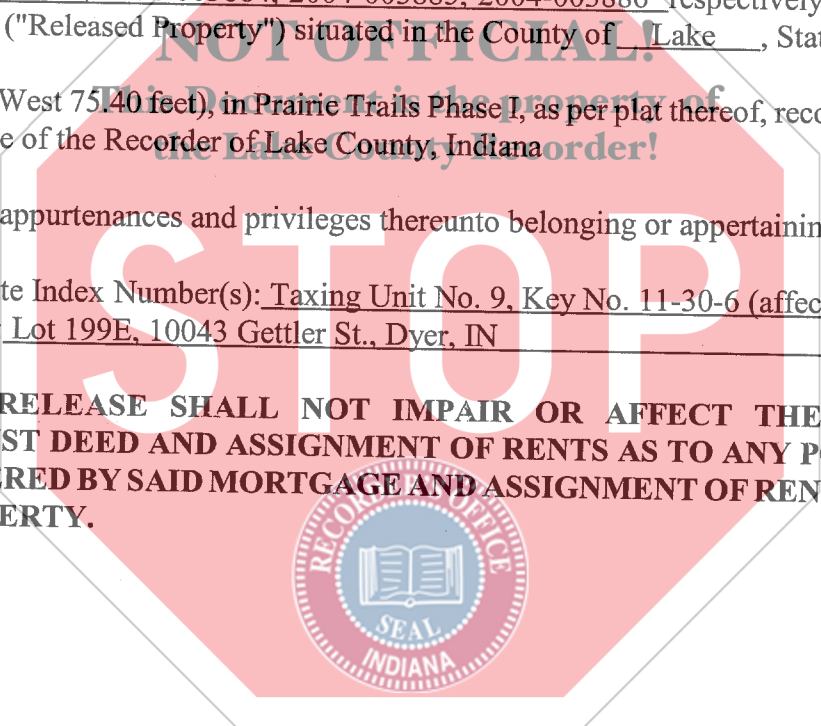 2004-005885, 2004-005886 respectively
("Released Property") situated in the County of Lake , Stat
NOT OFFICIAL!
West 75.40 feet), in Prairie Trails Phase I, as per plat thereof, reco
This Document is the property of
e of the Recorder of Lake County, Indiana
the Lake County Recorder!
appurtenances and privileges thereunto belonging or appertainin
STOP
te Index Number(s): Taxing Unit No. 9, Key No. 11-30-6 (affec
Lot 199E, 10043 Gettler St., Dyer, IN
RELEASE SHALL NOT IMPAIR OR AFFECT THE
ST DEED AND ASSIGNMENT OF RENTS AS TO ANY P
RED BY SAID MORTGAGE AND ASSIGNMENT OF REN
ERTY.
RECORDER'S OFFICE
SEAL
INDIANA